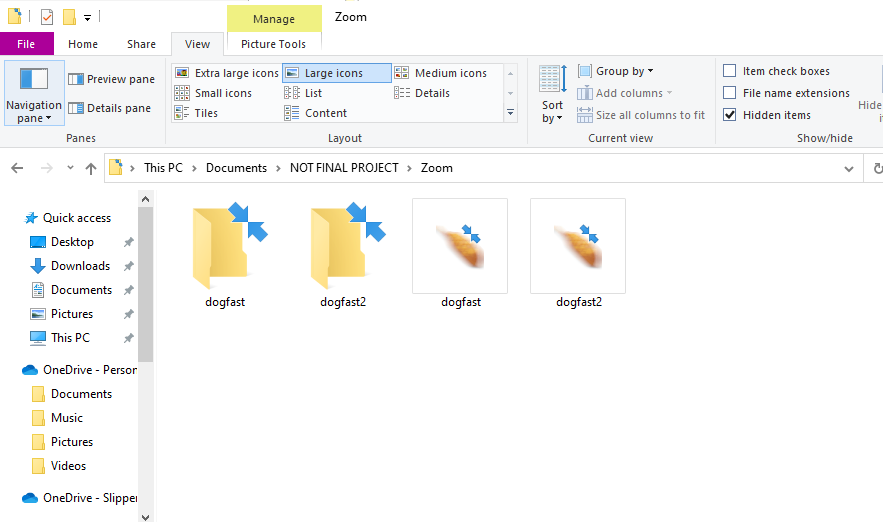 Manage
Zoom
File
Home
Share
View
Picture Tools
Navigation pane
Preview pane
Details pane
Panes
Extra large icons
Large icons
Medium icons
Small icons
List
Details
Tiles
Content
Layout
Sort by
Group by
Add columns
Size all columns to fit
Current view
Item check boxes
File name extensions
Hidden items
Hide
Show/hide
This PC > Documents > NOT FINAL PROJECT > Zoom
Quick access
Desktop
Downloads
Documents
Pictures
This PC
OneDrive - Person
Documents
Music
Pictures
Videos
OneDrive - Slipper
dogfast
dogfast2
dogfast
dogfast2